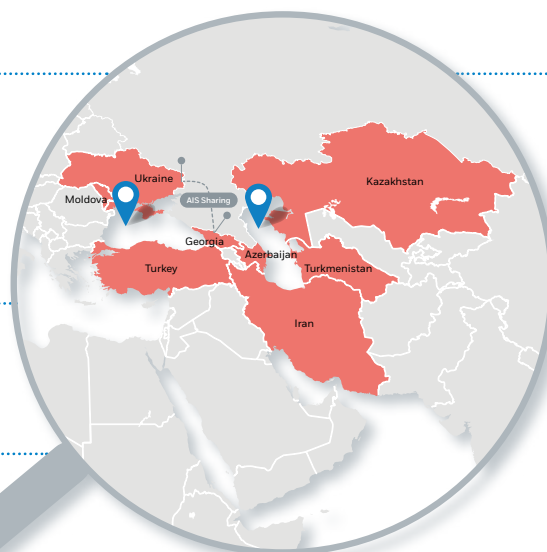 Ukraine
Kazakhstan
Moldova
AIS Sharing
Georgia
Azerbaijan
Turkey
Turkmenistan
Iran